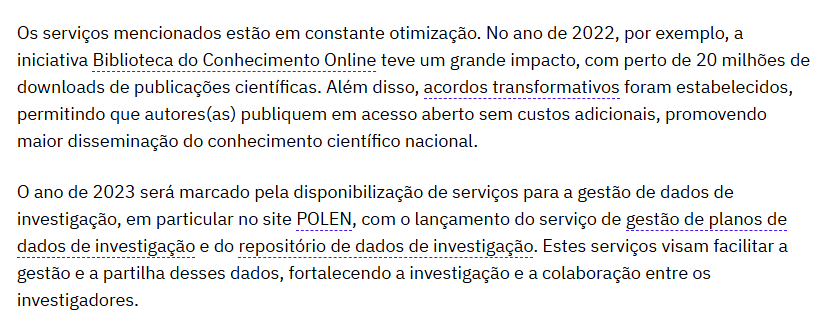 Os serviços mencionados estão em constante otimização. No ano de 2022, por exemplo, a
iniciativa Biblioteca do Conhecimento Online teve um grande impacto, com perto de 20 milhões de
downloads de publicações científicas. Além disso, acordos transformativos foram estabelecidos,
permitindo que autores(as) publiquem em acesso aberto sem custos adicionais, promovendo
maior disseminação do conhecimento científico nacional.
O ano de 2023 será marcado pela disponibilização de serviços para a gestão de dados de
investigação, em particular no site POLEN, com o lançamento do serviço de gestão de planos de
dados de investigação e do repositório de dados de investigação. Estes serviços visam facilitar a
gestão e a partilha desses dados, fortalecendo a investigação e a colaboração entre os
investigadores.